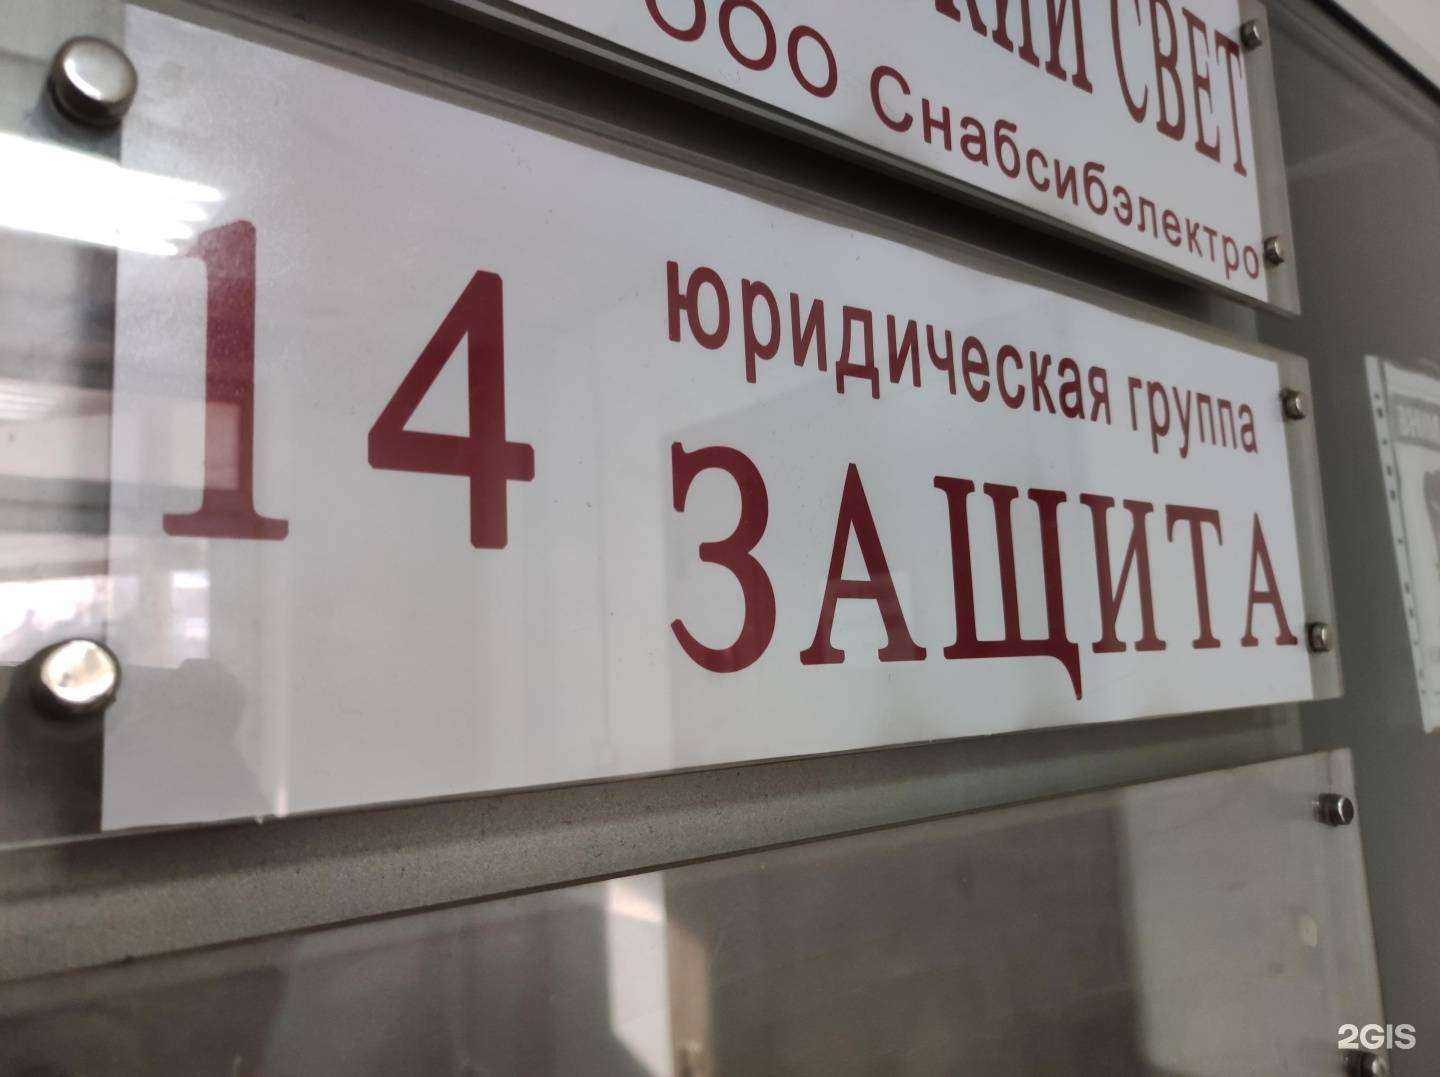 СВЕТ
ООО Снабсибэлектро
14
юридическая группа
ЗАЩИТА
2GIS